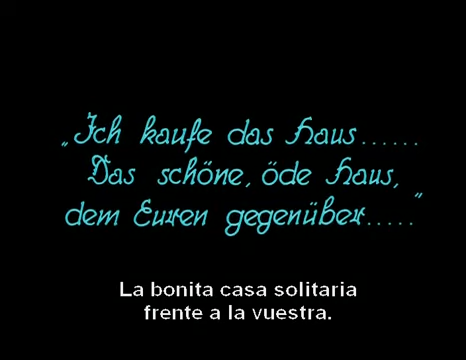 „Ich kaufe das Haus......
Das schöne, öde Haus,
dem Euren gegenüber....."
La bonita casa solitaria
frente a la vuestra.